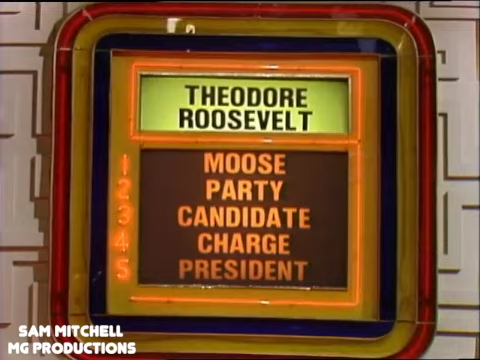 THEODORE
ROOSEVELT
1 MOOSE
2 PARTY
3 CANDIDATE
4 CHARGE
5 PRESIDENT
SAM MITCHELL
MG PRODUCTIONS